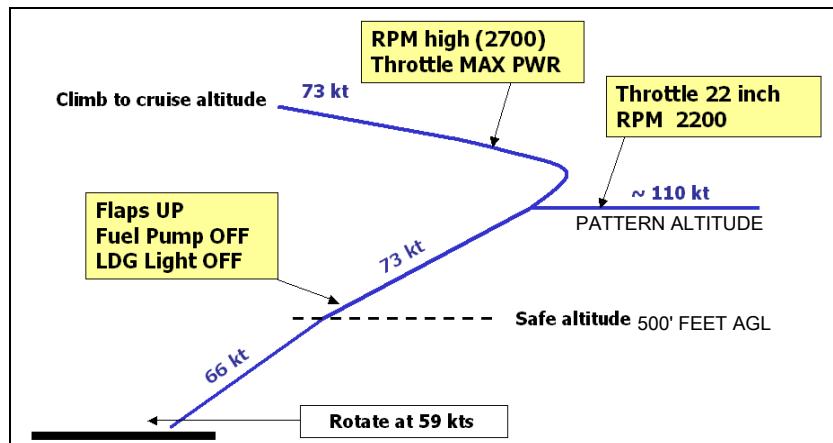 RPM high (2700)
Throttle MAX PWR
73 kt
Climb to cruise altitude
Throttle 22 inch
RPM 2200
~ 110 kt
PATTERN ALTITUDE
Flaps UP
Fuel Pump OFF
LDG Light OFF
73 kt
Safe altitude 500' FEET AGL
66 kt
Rotate at 59 kts